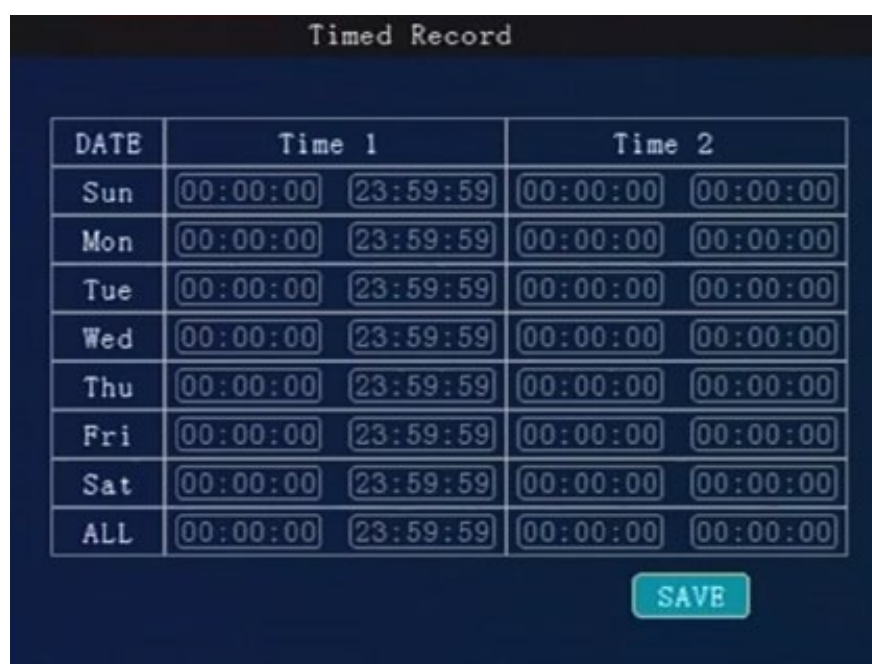 Timed Record
DATE Time 1 Time 2
Sun 00:00:00 23:59:59 00:00:00 00:00:00
Mon 00:00:00 23:59:59 00:00:00 00:00:00
Tue 00:00:00 23:59:59 00:00:00 00:00:00
Wed 00:00:00 23:59:59 00:00:00 00:00:00
Thu 00:00:00 23:59:59 00:00:00 00:00:00
Fri 00:00:00 23:59:59 00:00:00 00:00:00
Sat 00:00:00 23:59:59 00:00:00 00:00:00
ALL 00:00:00 23:59:59 00:00:00 00:00:00
SAVE